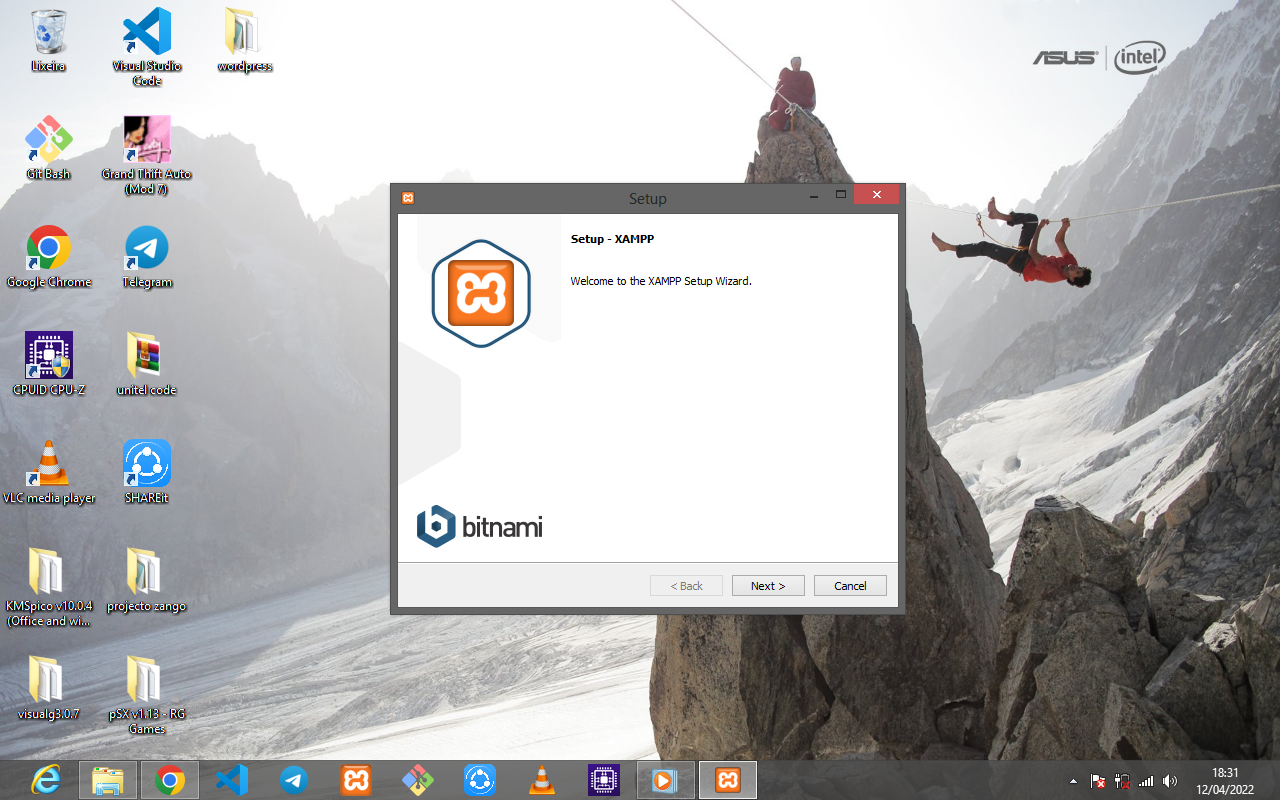 Lixeira
Visual Studio
Code
wordpress
ASUS
intel
Git Bash
Grand Thift Auto
(Mod 7)
Google Chrome
Telegram
CPUID CPU-Z
unitel code
VLC media player
SHAREit
KMSpico v10.0.4
(Office and wi...
projecto zango
visualg3.0.7
pSX v1.13 - RG
Games
Setup
Setup - XAMPP
Welcome to the XAMPP Setup Wizard.
bitnami
< Back
Next >
Cancel
18:31
12/04/2022